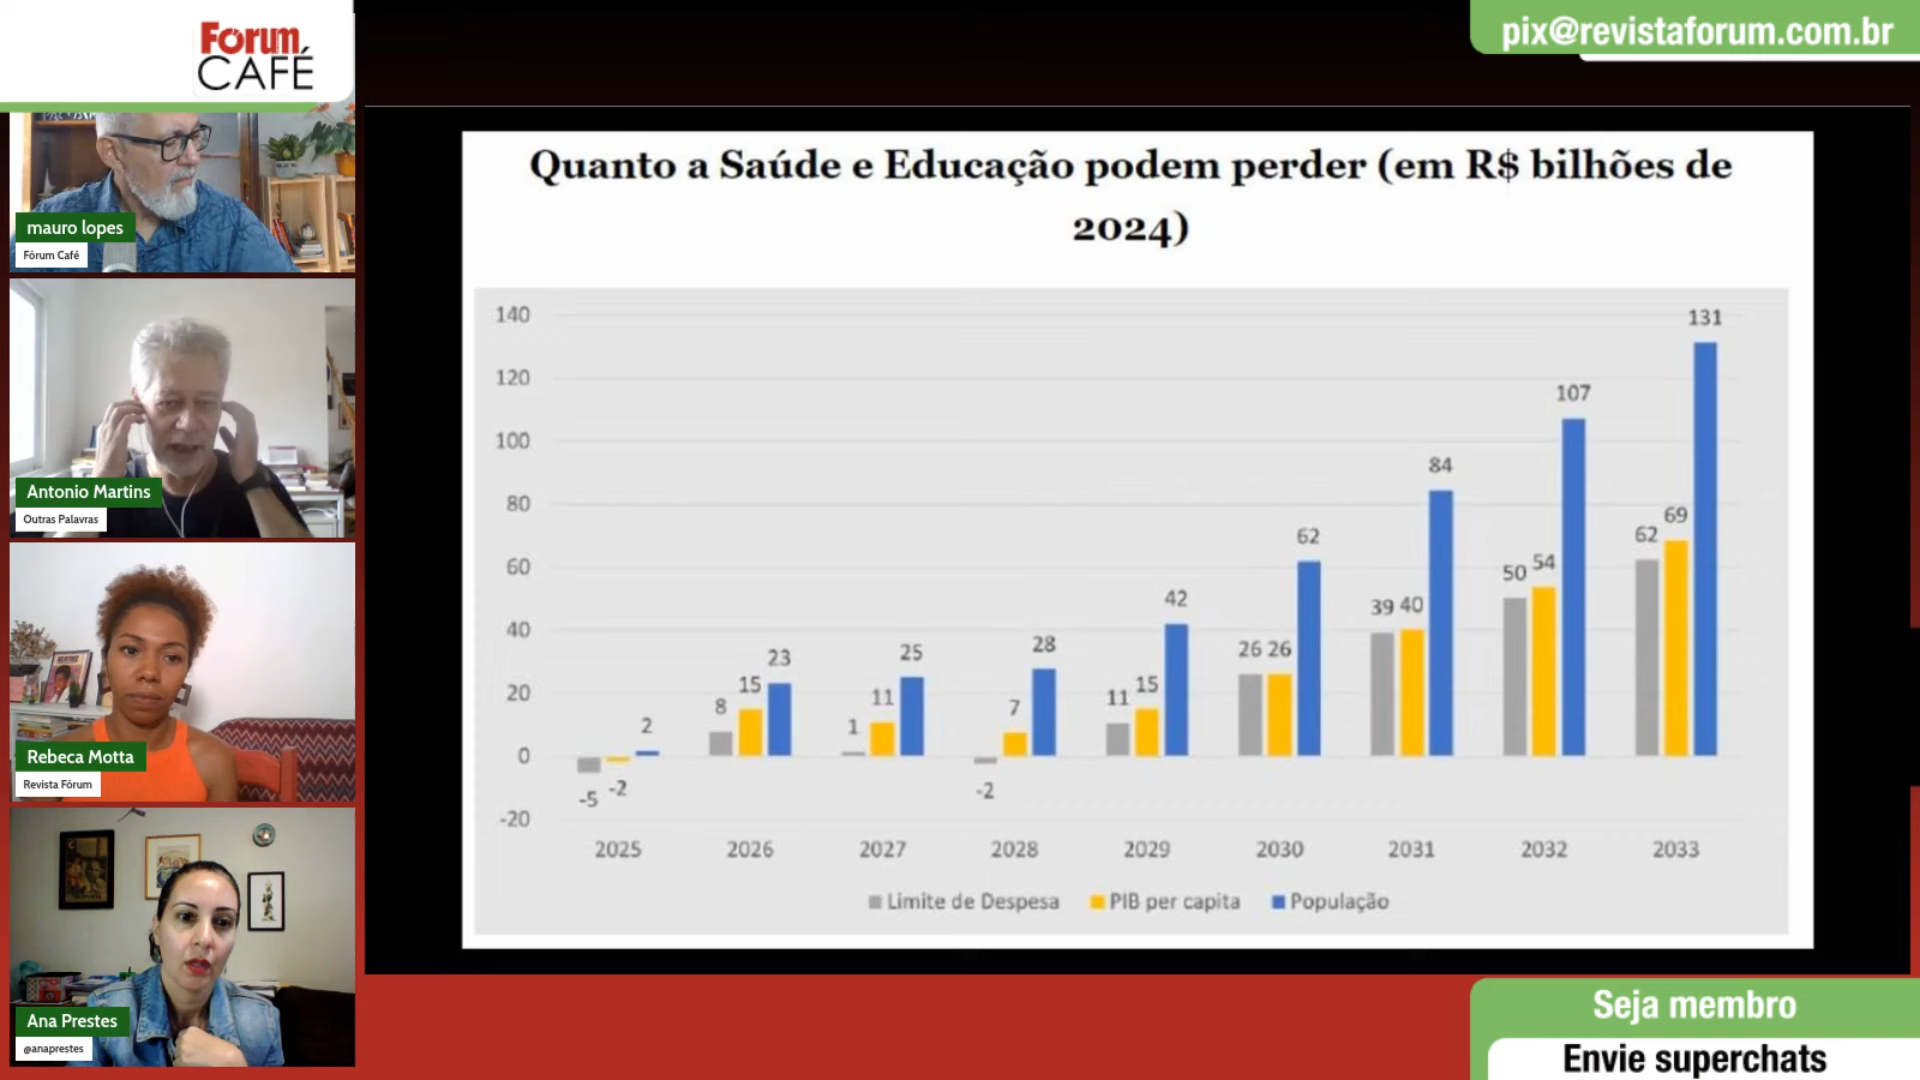 Fórum
CAFÉ
pix@revistaforum.com.br
mauro lopes
Fórum Café
Antonio Martins
Outras Palavras
Rebeca Motta
Revista Fórum
Ana Prestes
@anaprestes
Quanto a Saúde e Educação podem perder (em R$ bilhões de
2024)
140
120
100
80
60
40
20
0
-20
-5 -2 2
8 15 23
1 11 25
-2 7 28
11 15 42
26 26 62
39 40 84
50 54 107
62 69 131
2025 2026 2027 2028 2029 2030 2031 2032 2033
Limite de Despesa PIB per capita População
Seja membro
Envie superchats